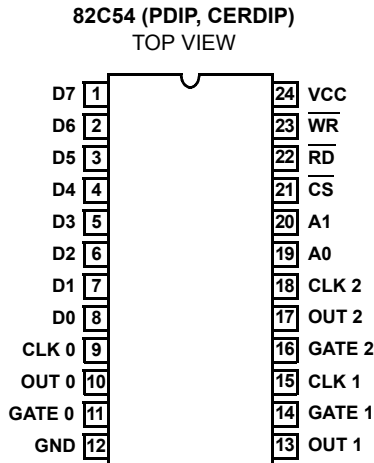 82C54 (PDIP, CERDIP)
TOP VIEW
D7 1 24 VCC
D6 2 23 WR
D5 3 22 RD
D4 4 21 CS
D3 5 20 A1
D2 6 19 A0
D1 7 18 CLK 2
D0 8 17 OUT 2
CLK 0 9 16 GATE 2
OUT 0 10 15 CLK 1
GATE 0 11 14 GATE 1
GND 12 13 OUT 1